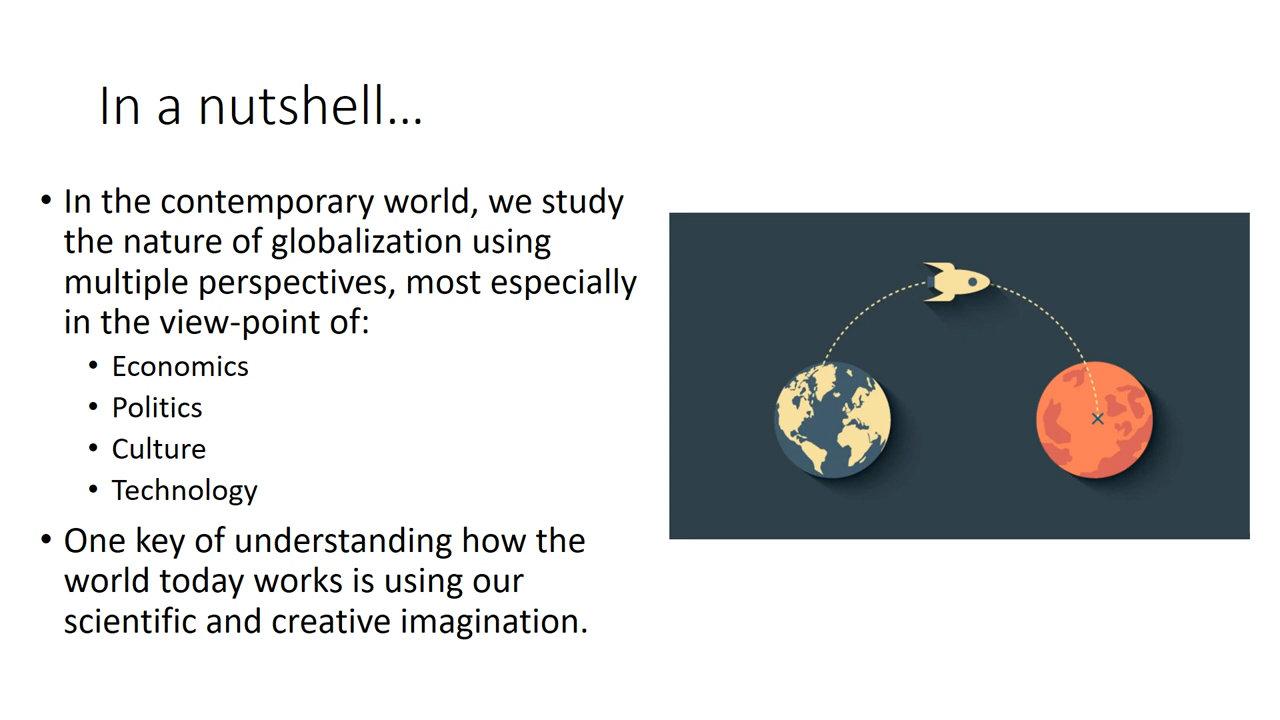 In a nutshell...
• In the contemporary world, we study
the nature of globalization using
multiple perspectives, most especially
in the view-point of:
• Economics
• Politics
• Culture
• Technology
• One key of understanding how the
world today works is using our
scientific and creative imagination.